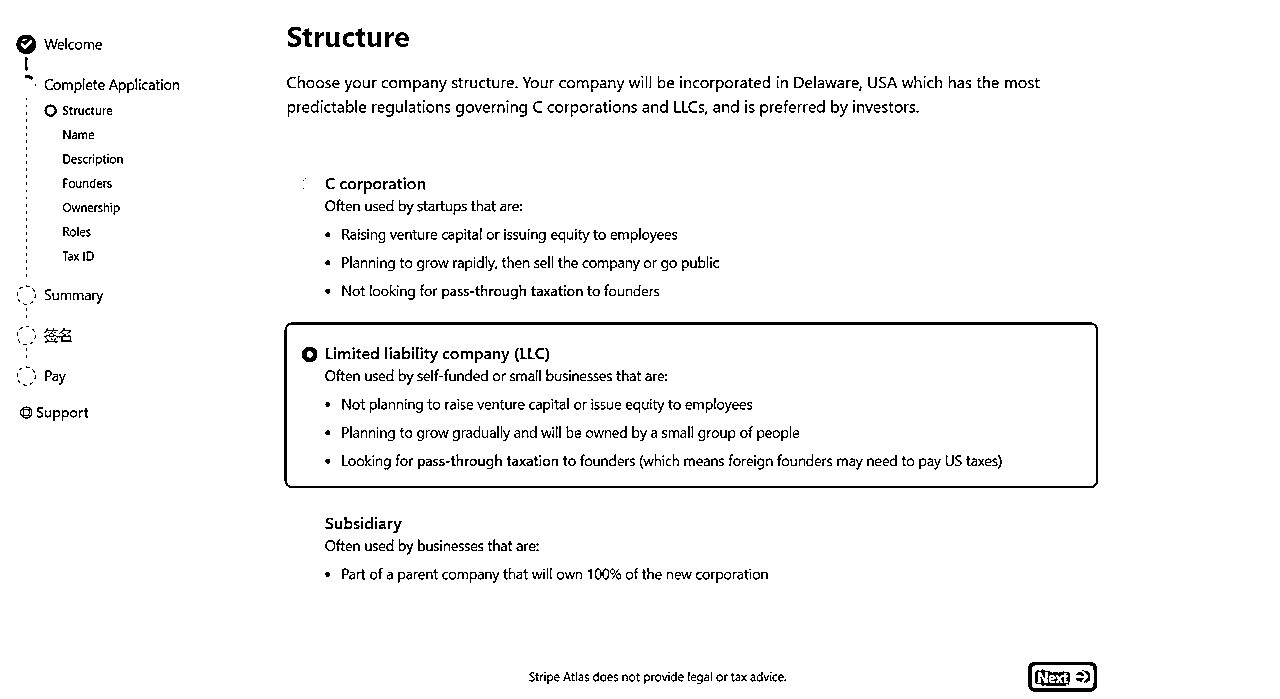 Welcome
Complete Application
Structure
Name
Description
Founders
Ownership
Roles
Tax ID
Summary
签名
Pay
Support
Structure
Choose your company structure. Your company will be incorporated in Delaware, USA which has the most
predictable regulations governing C corporations and LLCs, and is preferred by investors.
C corporation
Often used by startups that are:
• Raising venture capital or issuing equity to employees
• Planning to grow rapidly, then sell the company or go public
• Not looking for pass-through taxation to founders
Limited liability company (LLC)
Often used by self-funded or small businesses that are:
• Not planning to raise venture capital or issue equity to employees
• Planning to grow gradually and will be owned by a small group of people
• Looking for pass-through taxation to founders (which means foreign founders may need to pay US taxes)
Subsidiary
Often used by businesses that are:
• Part of a parent company that will own 100% of the new corporation
Stripe Atlas does not provide legal or tax advice.
Next